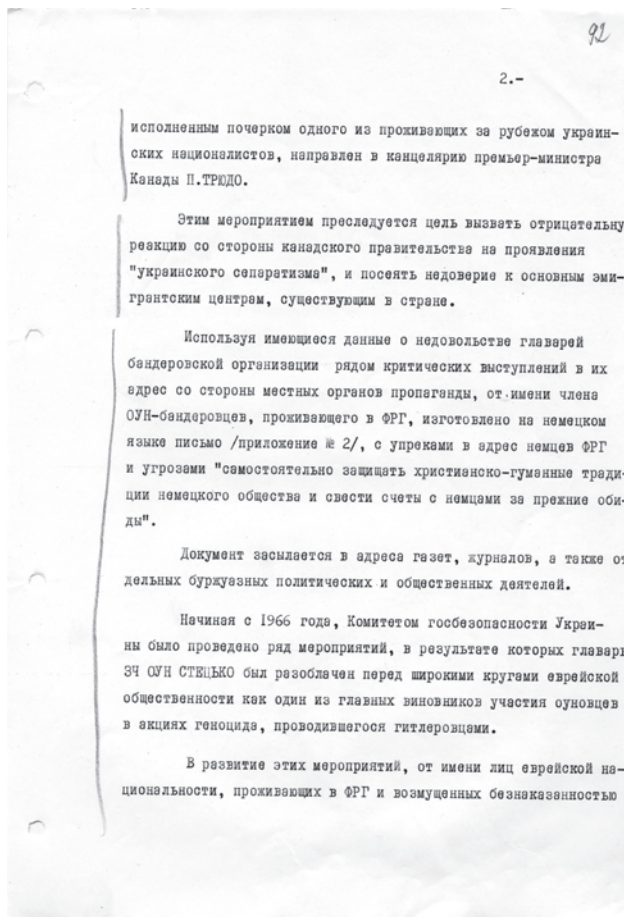 92
2.-
исполненным почерком одного из проживающих за рубежом украин-
ских националистов, направлен в канцелярию премьер-министра
Канады П.ТРЮДО.
Этим мероприятием преследуется цель вызвать отрицательну
реакцию со стороны канадского правительства на проявления
"украинского сепаратизма", и посеять недоверие к основным эми-
грантским центрам, существующим в стране.
Используя имеющиеся данные о недовольстве главарей
бандеровской организации рядом критических выступлений в их
адрес со стороны местных органов пропаганды, от имени члена
ОУН-бандеровцев, проживающего в ФРГ, изготовлено на немецком
языке письмо /приложение № 2/, с упреками в адрес немцев ФРГ
и угрозами "самостоятельно защищать христианско-гуманные тради-
ции немецкого общества и свести счеты с немцами за прежние оби-
ды".
Документ засылается в адреса газет, журналов, а также от
дельных буржуазных политических и общественных деятелей.
Начиная с 1966 года, Комитетом госбезопасности Украи-
ны было проведено ряд мероприятий, в результате которых главарь
ЗЧ ОУН СТЕЦЬКО был разоблачен перед широкими кругами еврейской
общественности как один из главных виновников участия оуновцев
в акциях геноцида, проводившегося гитлеровцами.
В развитие этих мероприятий, от имени лиц еврейской на-
циональности, проживающих в ФРГ и возмущенных безнаказанностью